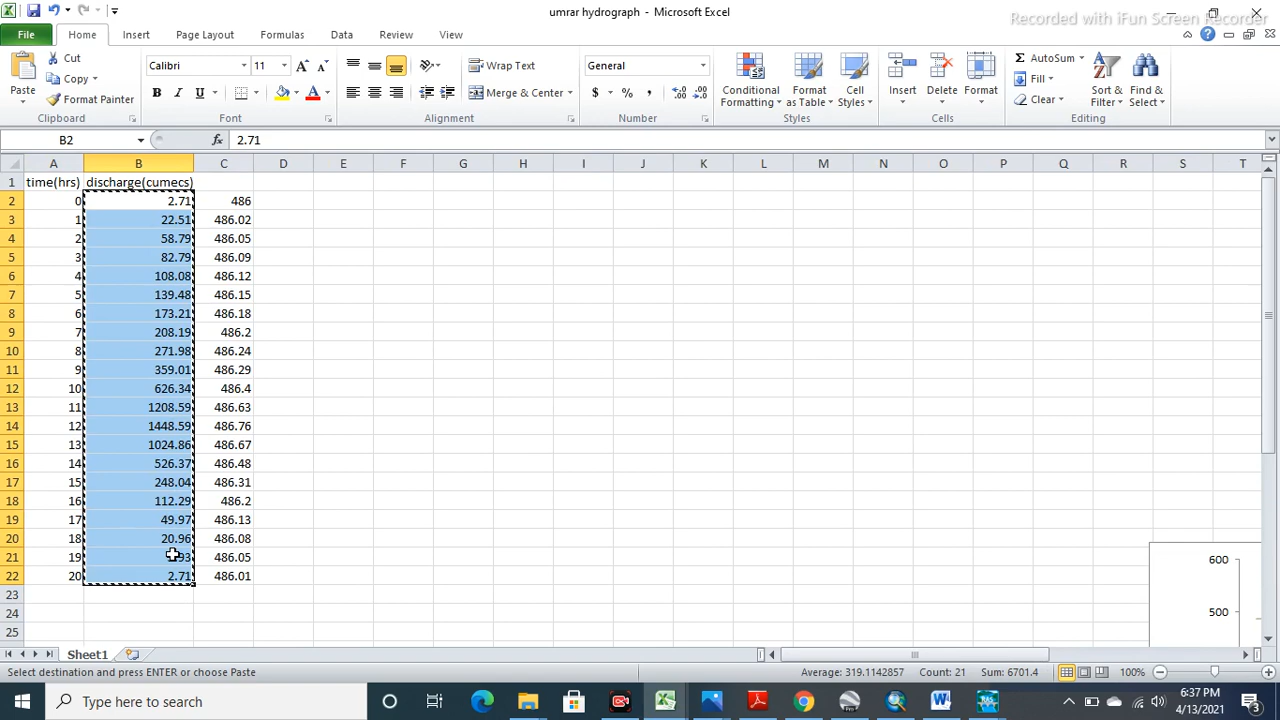 umrar hydrograph - Microsoft Excel
Recorded with iFun Screen Recorder
File Home Insert Page Layout Formulas Data Review View
Paste
Cut
Copy
Format Painter
Clipboard
Calibri 11
B I U
Font
Wrap Text
Merge & Center
Alignment
General
$ % ,
Number
Conditional Formatting
Format as Table
Cell Styles
Styles
Insert Delete Format
Cells
Σ AutoSum
Fill
Clear
Sort & Filter
Find & Select
Editing
B2 fx 2.71
A B C D E F G H I J K L M N O P Q R S T
1 time(hrs) discharge(cumecs)
2 0 2.71 486
3 1 22.51 486.02
4 2 58.79 486.05
5 3 82.79 486.09
6 4 108.08 486.12
7 5 139.48 486.15
8 6 173.21 486.18
9 7 208.19 486.2
10 8 271.98 486.24
11 9 359.01 486.29
12 10 626.34 486.4
13 11 1208.59 486.63
14 12 1448.59 486.76
15 13 1024.86 486.67
16 14 526.37 486.48
17 15 248.04 486.31
18 16 112.29 486.2
19 17 49.97 486.13
20 18 20.96 486.08
21 19 93 486.05
22 20 2.71 486.01
23
24
25
600
500
Sheet1
Select destination and press ENTER or choose Paste
Average: 319.1142857 Count: 21 Sum: 6701.4 100%
Type here to search
6:37 PM
4/13/2021